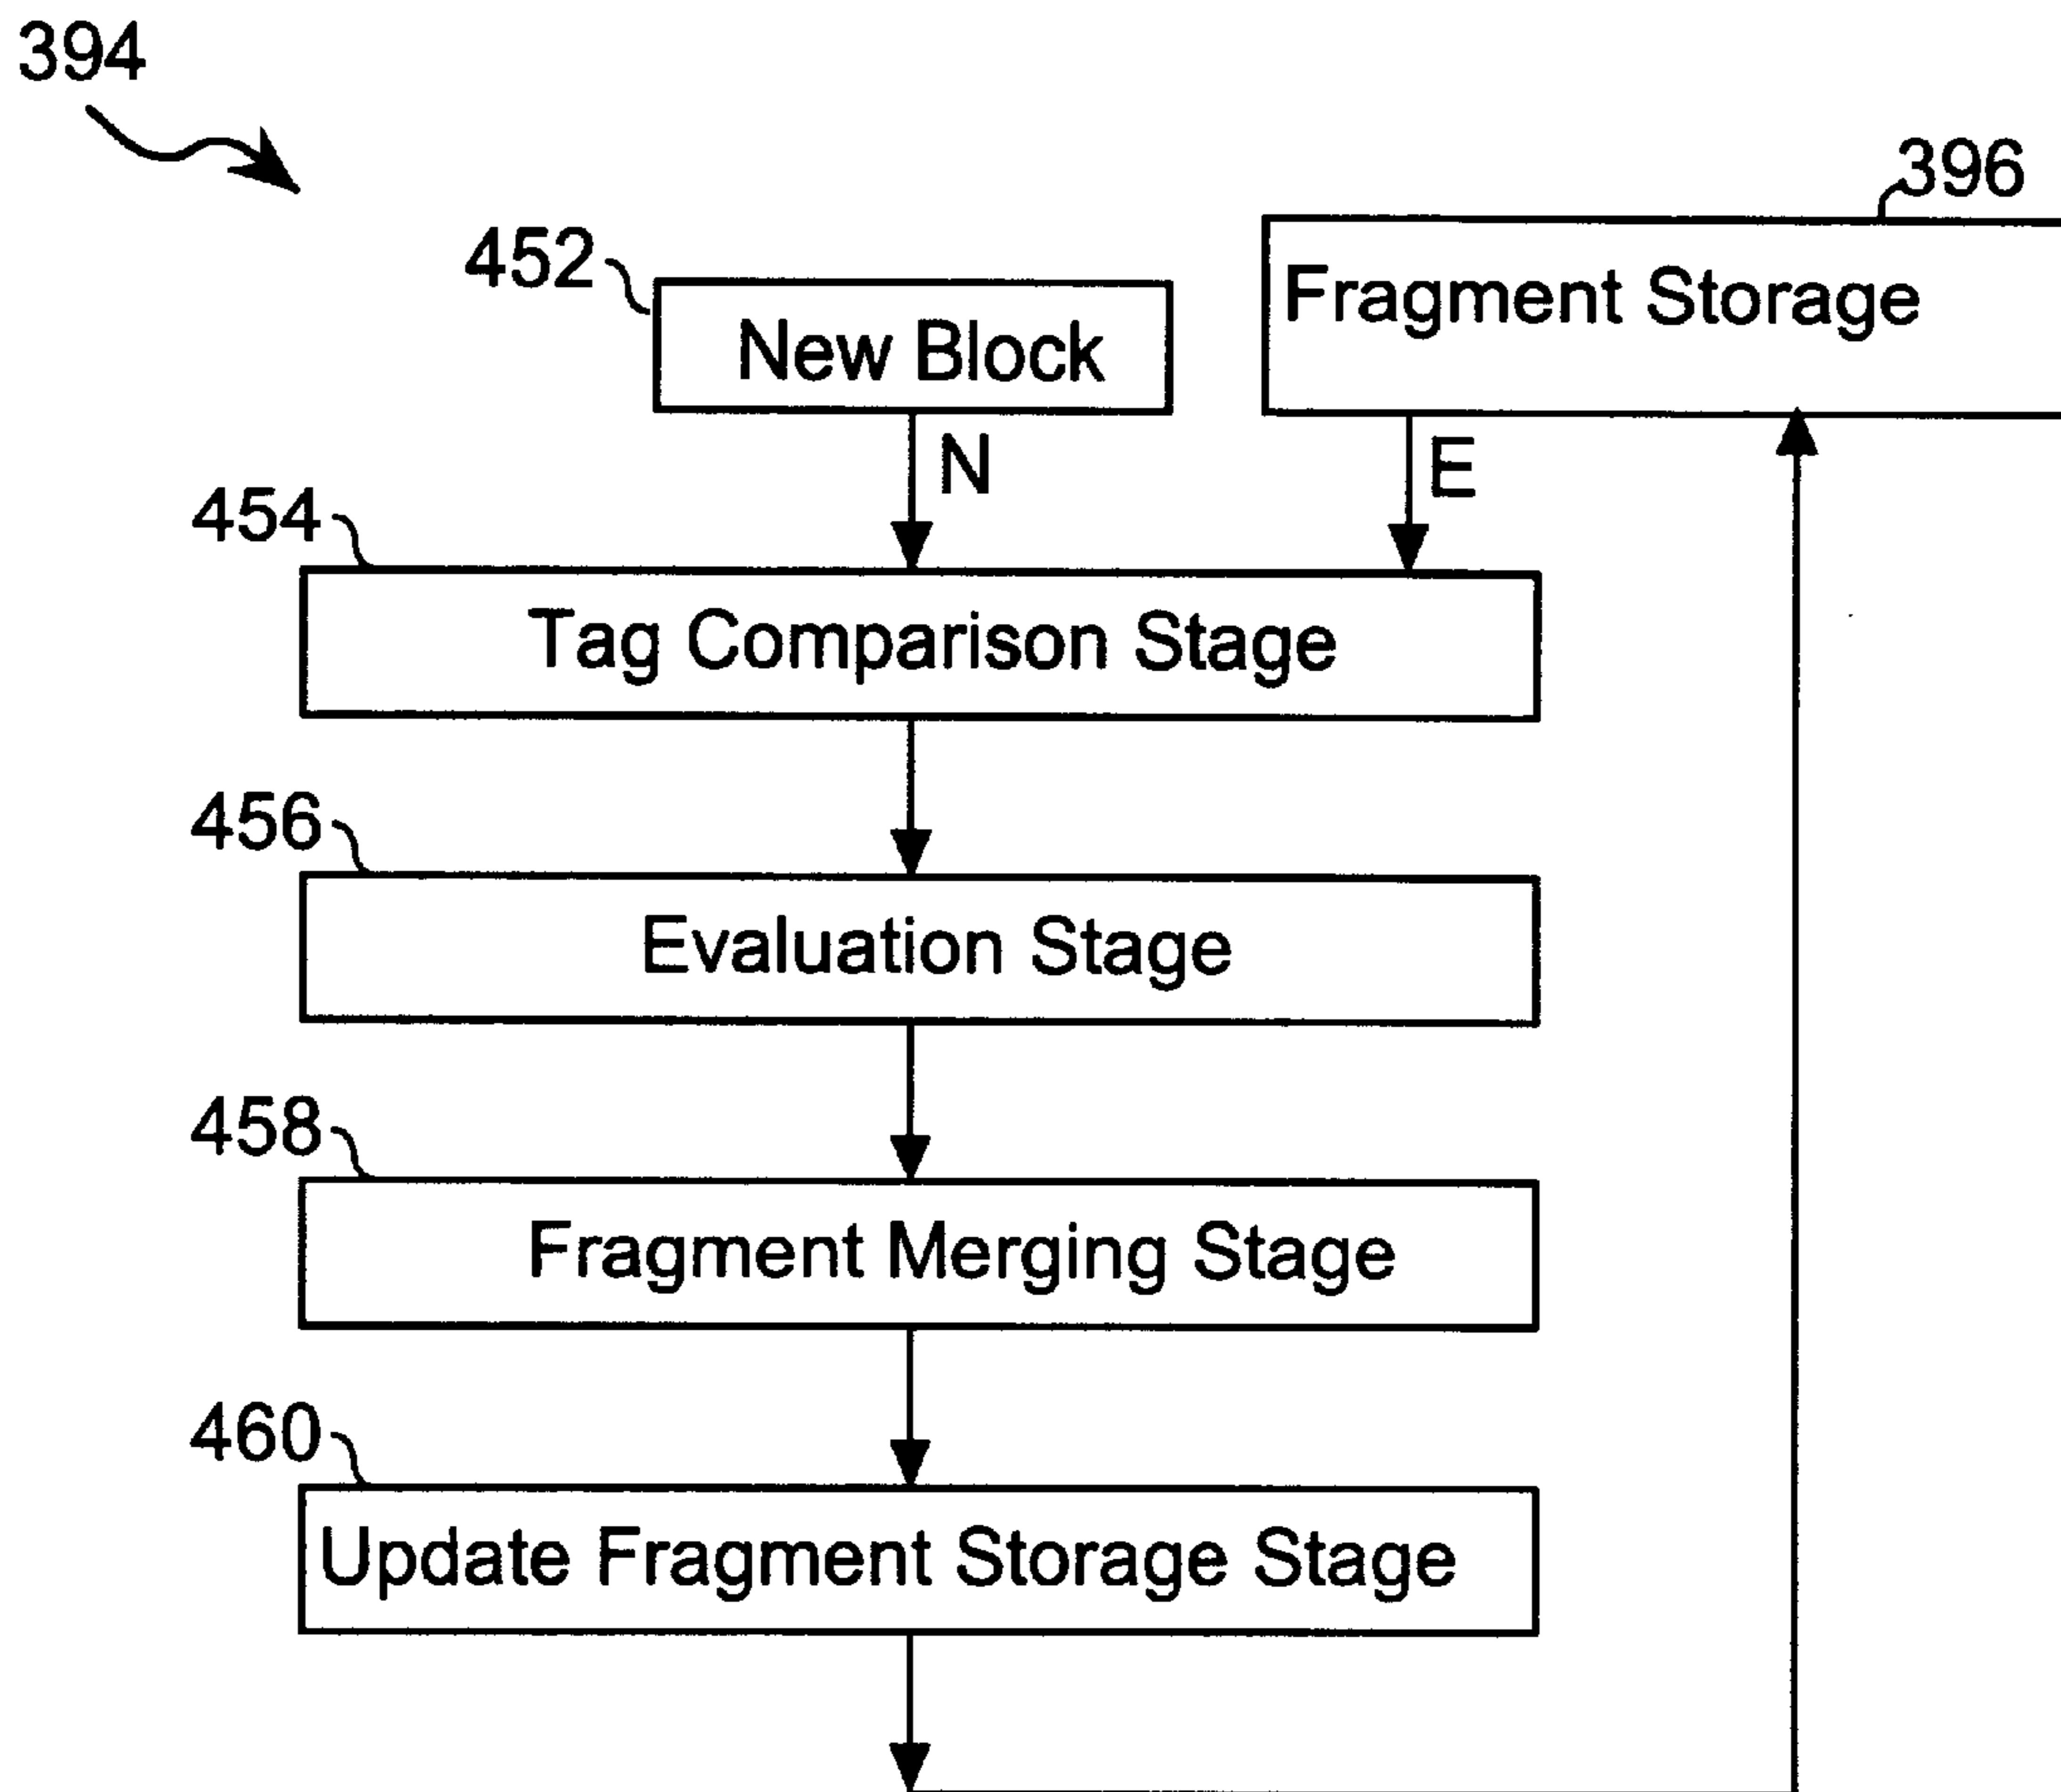 394
396
452
New Block
Fragment Storage
N
E
454
Tag Comparison Stage
456
Evaluation Stage
458
Fragment Merging Stage
460
Update Fragment Storage Stage